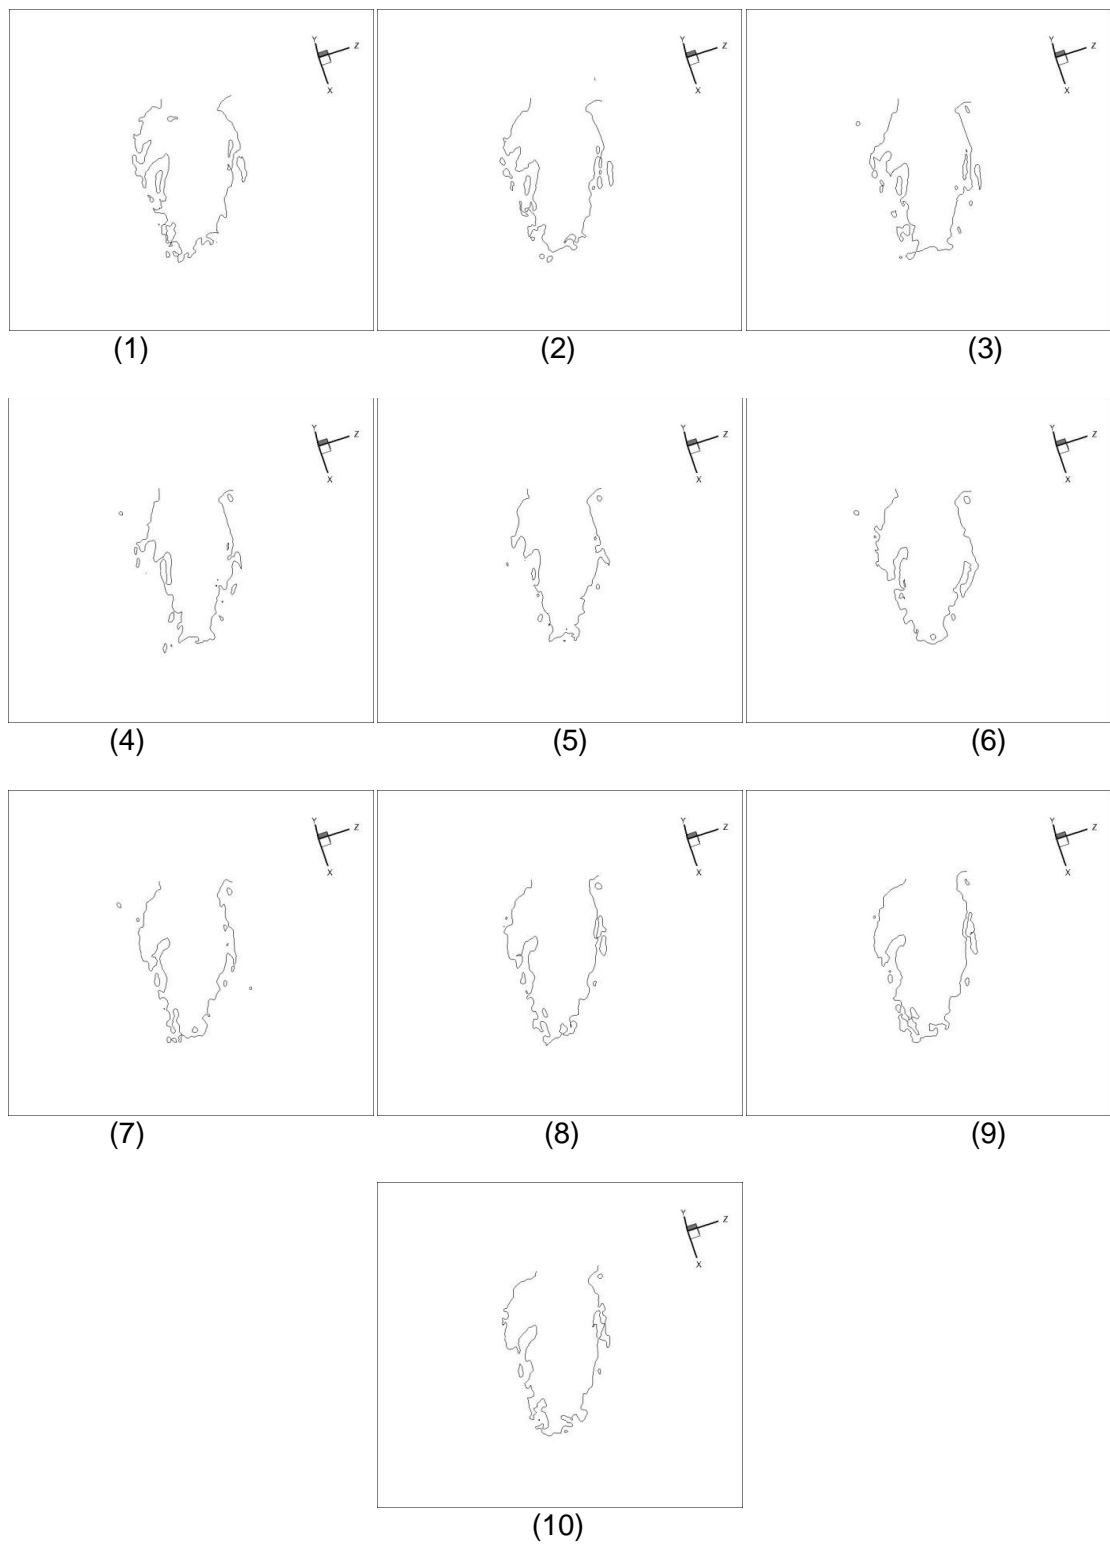 Y Z
X
Y Z
X
Y Z
X
(1) (2) (3)
Y Z
X
Y Z
X
Y Z
X
(4) (5) (6)
Y Z
X
Y Z
X
Y Z
X
(7) (8) (9)
Y Z
X
(10)